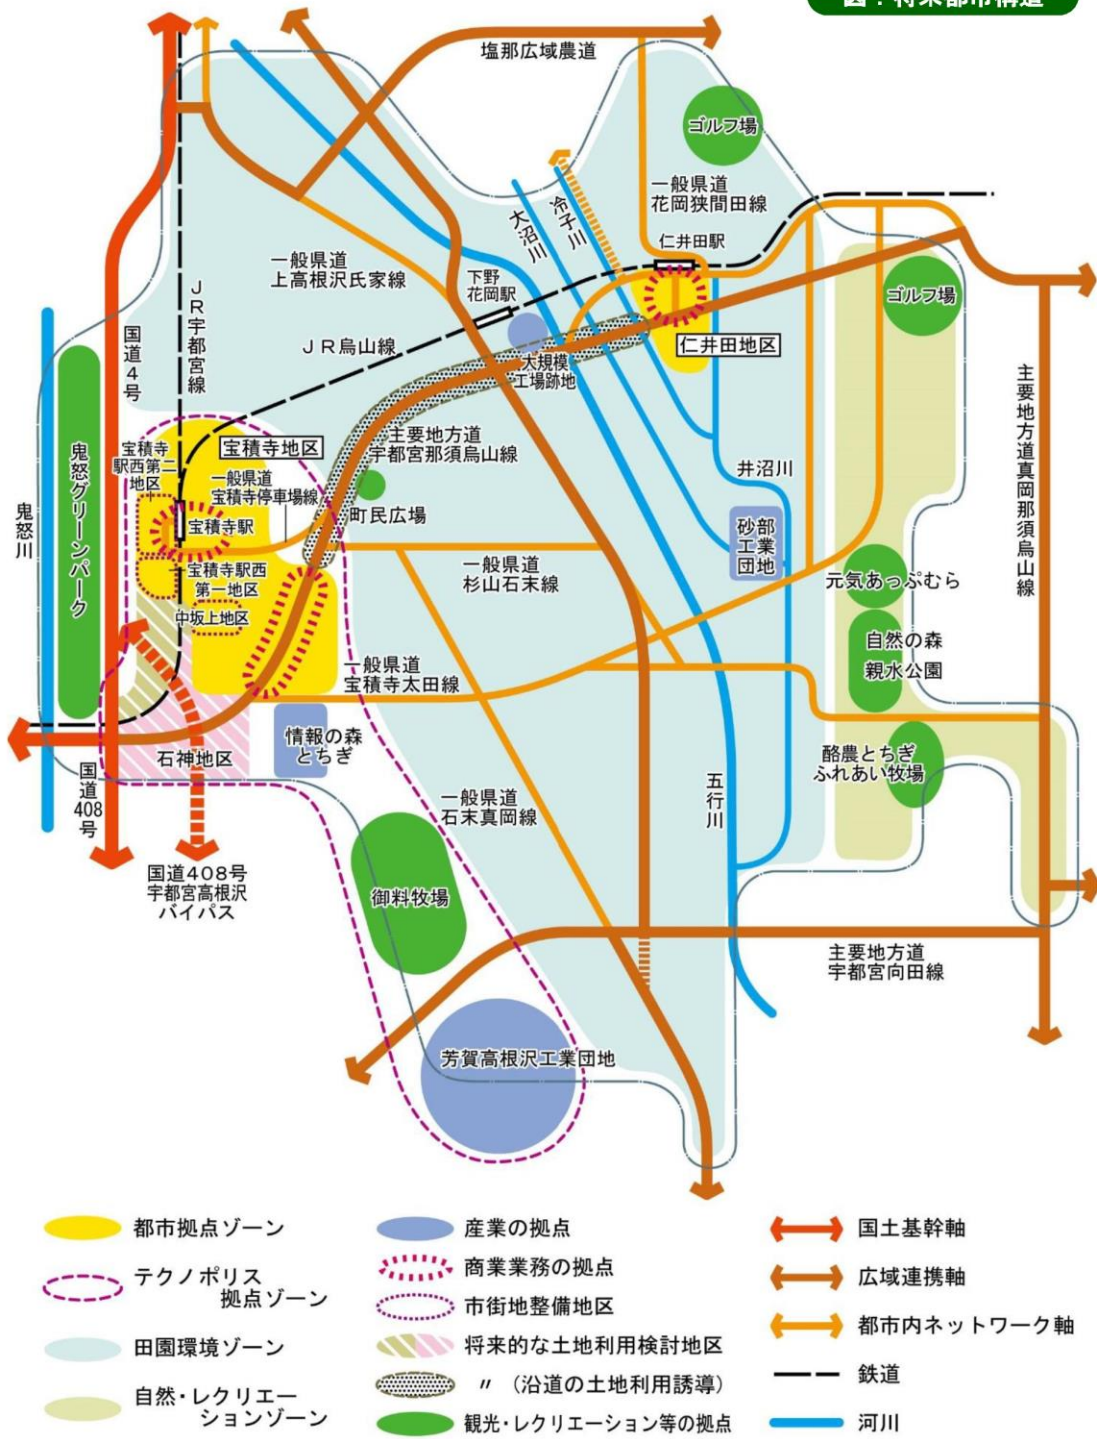 図：将来都市構造
塩那広域農道
ゴルフ場
一般県道
花岡狭間田線
冷子川
大沼川
仁井田駅
一般県道
上高根沢氏家線
下野
花岡駅
ゴルフ場
JR宇都宮線
国道4号
JR烏山線
仁井田地区
大規模
工場跡地
主要地方道真岡那須烏山線
主要地方道
宇都宮那須烏山線
宝積寺地区
宝積寺
駅西第二
地区
一般県道
宝積寺停車場線
井沼川
鬼怒グリーンパーク
鬼怒川
町民広場
宝積寺駅
砂部
工業
団地
一般県道
杉山石末線
宝積寺駅西
第一地区
元気あっぷむら
中坂上地区
自然の森
親水公園
一般県道
宝積寺太田線
情報の森
とちぎ
石神地区
酪農とちぎ
ふれあい牧場
国道
408
号
一般県道
石末真岡線
五行川
国道408号
宇都宮高根沢
バイパス
御料牧場
主要地方道
宇都宮向田線
芳賀高根沢工業団地
都市拠点ゾーン
テクノポリス
拠点ゾーン
田園環境ゾーン
自然・レクリエー
ションゾーン
産業の拠点
商業業務の拠点
市街地整備地区
将来的な土地利用検討地区
〃（沿道の土地利用誘導）
観光・レクリエーション等の拠点
国土基幹軸
広域連携軸
都市内ネットワーク軸
鉄道
河川